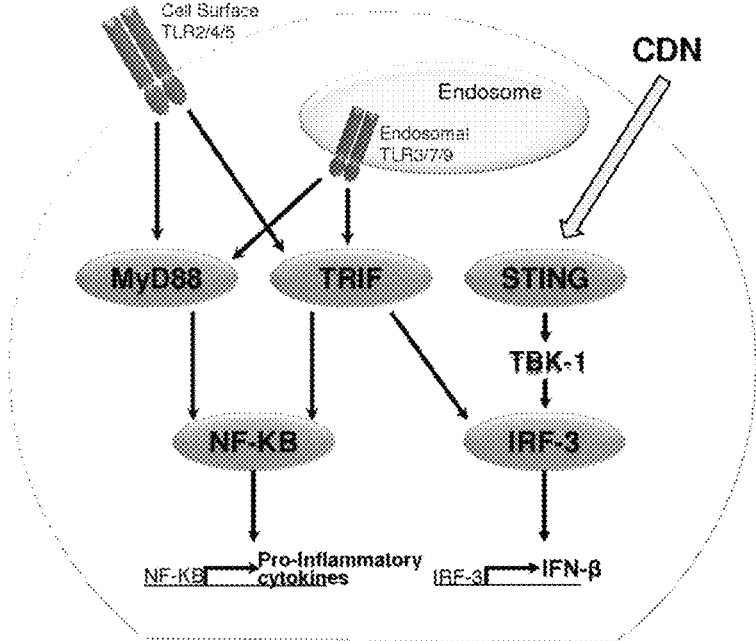 Cell Surface
TLR2/4/5
CDN
Endosome
Endosomal
TLR3/7/9
MyD88
TRIF
STING
TBK-1
NF-KB
IRF-3
NF-KB
Pro-Inflammatory
cytokines
IRF-3
IFN-β